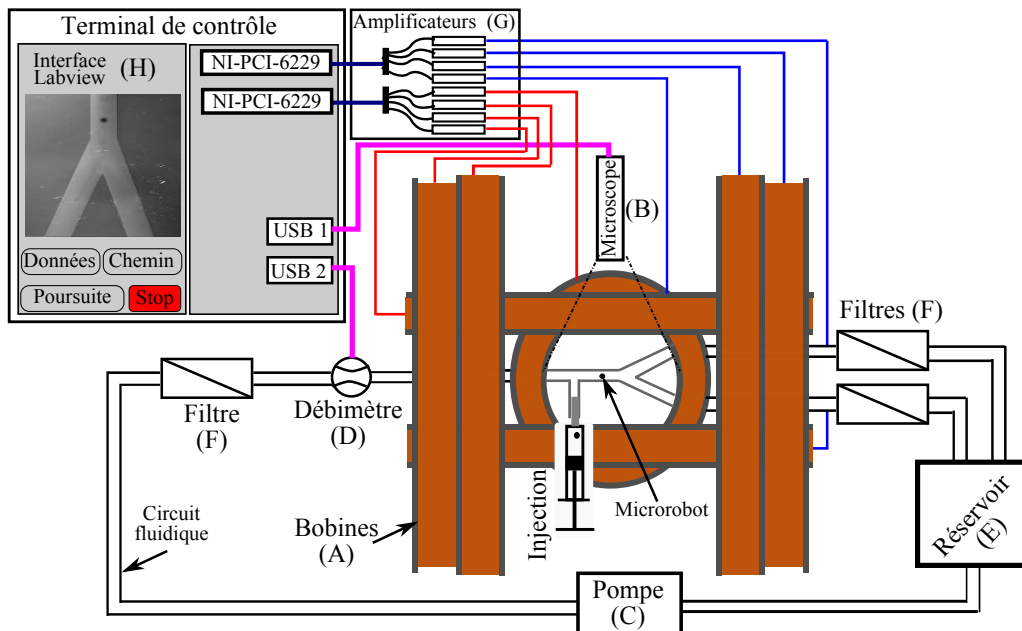 Terminal de contrôle
Interface
Labview
(H)
NI-PCI-6229
NI-PCI-6229
USB 1
USB 2
Données
Chemin
Poursuite
Stop
Amplificateurs (G)
Microscope
(B)
Filtres (F)
Filtre
(F)
Débimètre
(D)
Injection
Microrobot
Circuit
fluidique
Bobines
(A)
Réservoir
(E)
Pompe
(C)